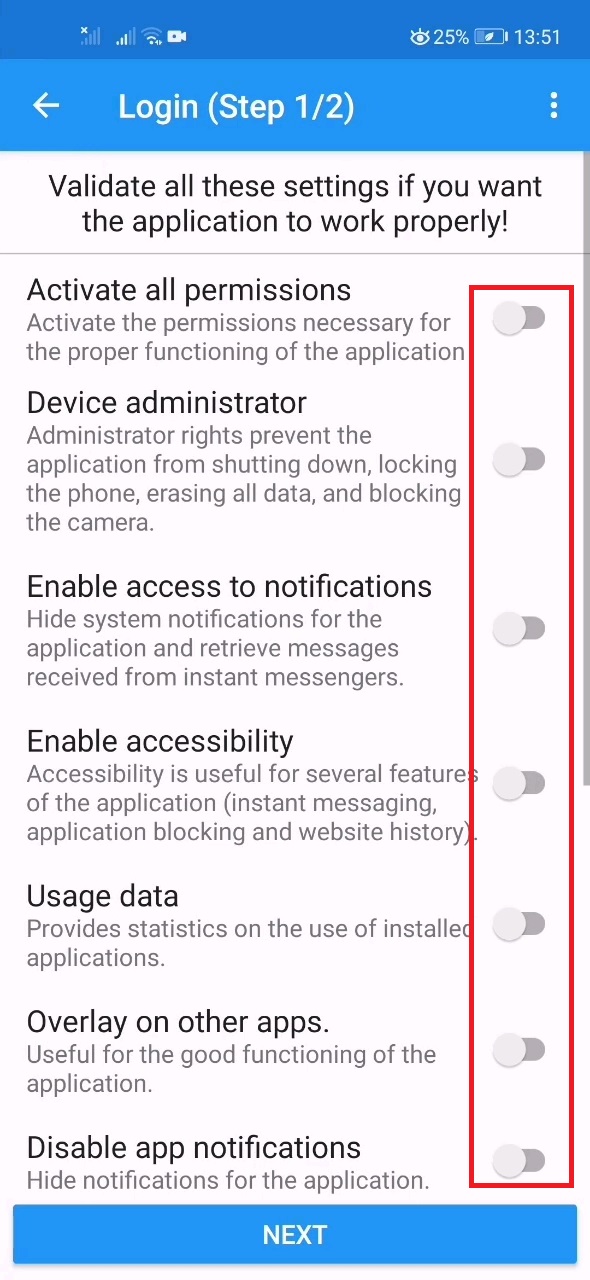 25% 13:51
Login (Step 1/2)
Validate all these settings if you want
the application to work properly!
Activate all permissions
Activate the permissions necessary for
the proper functioning of the application
Device administrator
Administrator rights prevent the
application from shutting down, locking
the phone, erasing all data, and blocking
the camera.
Enable access to notifications
Hide system notifications for the
application and retrieve messages
received from instant messengers.
Enable accessibility
Accessibility is useful for several features
of the application (instant messaging,
application blocking and website history).
Usage data
Provides statistics on the use of installed
applications.
Overlay on other apps.
Useful for the good functioning of the
application.
Disable app notifications
Hide notifications for the application.
NEXT